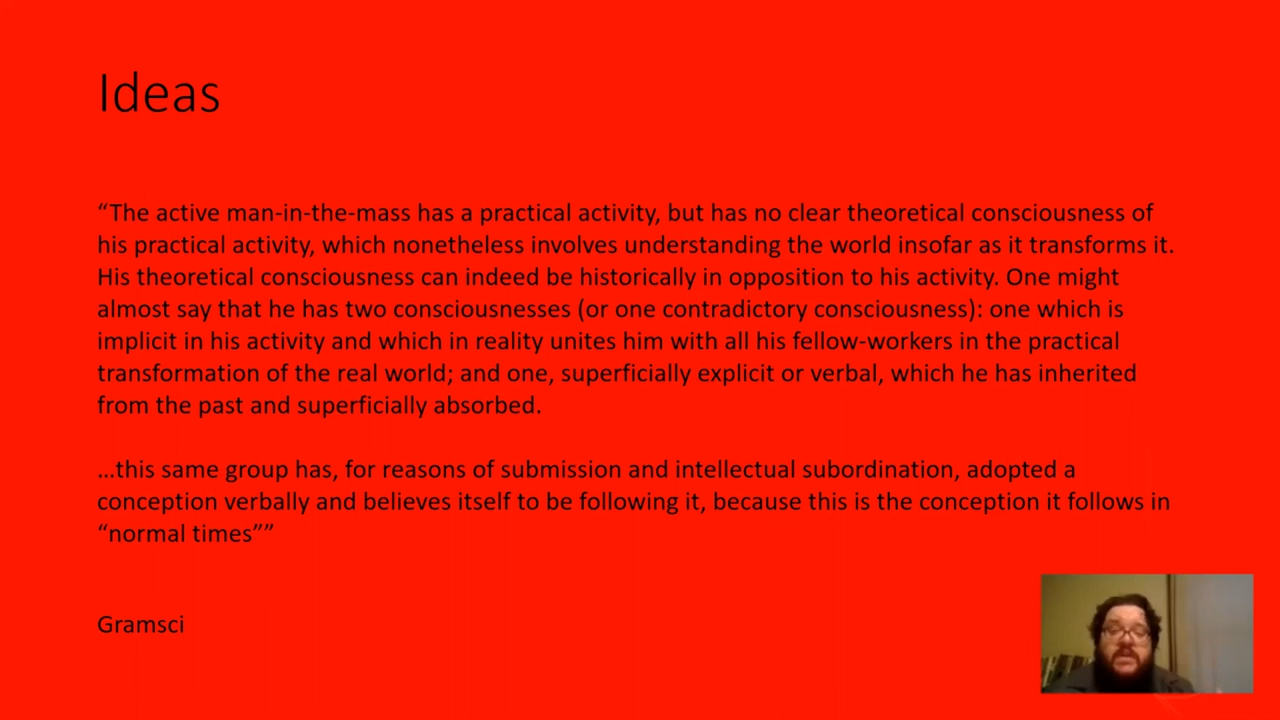 Ideas
“The active man-in-the-mass has a practical activity, but has no clear theoretical consciousness of
his practical activity, which nonetheless involves understanding the world insofar as it transforms it.
His theoretical consciousness can indeed be historically in opposition to his activity. One might
almost say that he has two consciousnesses (or one contradictory consciousness): one which is
implicit in his activity and which in reality unites him with all his fellow-workers in the practical
transformation of the real world; and one, superficially explicit or verbal, which he has inherited
from the past and superficially absorbed.
…this same group has, for reasons of submission and intellectual subordination, adopted a
conception verbally and believes itself to be following it, because this is the conception it follows in
“normal times””
Gramsci